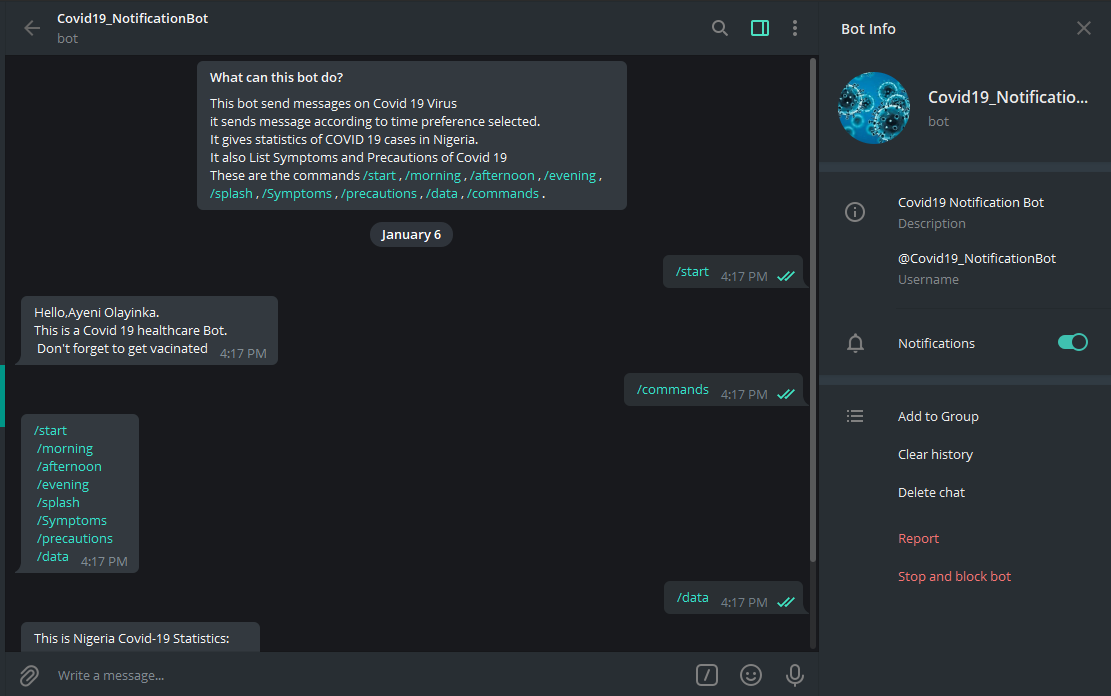 Covid19_NotificationBot
bot
What can this bot do?
This bot send messages on Covid 19 Virus
it sends message according to time preference selected.
It gives statistics of COVID 19 cases in Nigeria.
It also List Symptoms and Precautions of Covid 19
These are the commands /start , /morning , /afternoon , /evening ,
/splash , /Symptoms , /precautions , /data , /commands .
January 6
/start 4:17 PM
Hello,Ayeni Olayinka.
This is a Covid 19 healthcare Bot.
Don't forget to get vacinated 4:17 PM
/commands 4:17 PM
/start
/morning
/afternoon
/evening
/splash
/Symptoms
/precautions
/data 4:17 PM
/data 4:17 PM
This is Nigeria Covid-19 Statistics:
Write a message...
Bot Info
Covid19_Notificatio...
bot
Covid19 Notification Bot
Description
@Covid19_NotificationBot
Username
Notifications
Add to Group
Clear history
Delete chat
Report
Stop and block bot